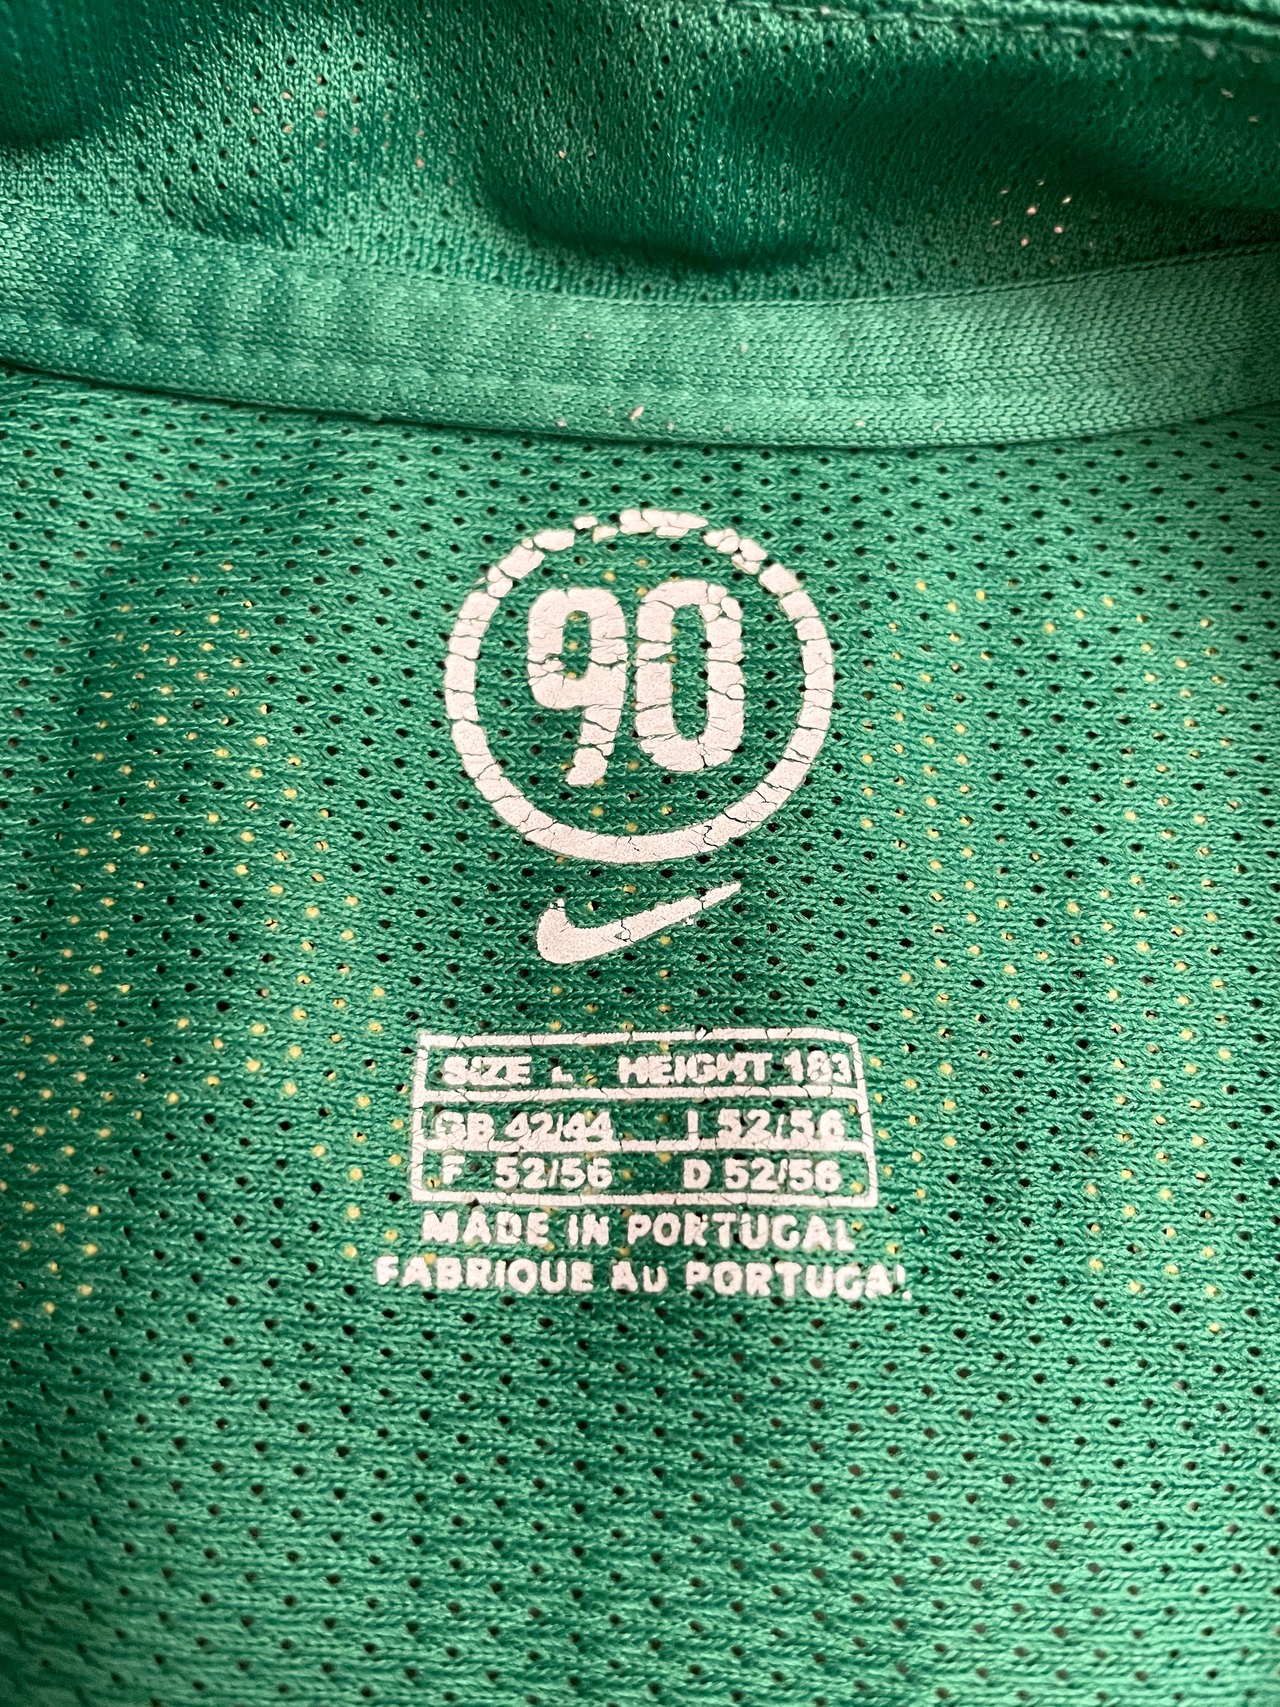 90
SIZE L HEIGHT 183
GB 42/44 I 52/56
F 52/56 D 52/56
MADE IN PORTUGAL
FABRIQUE AU PORTUGAL